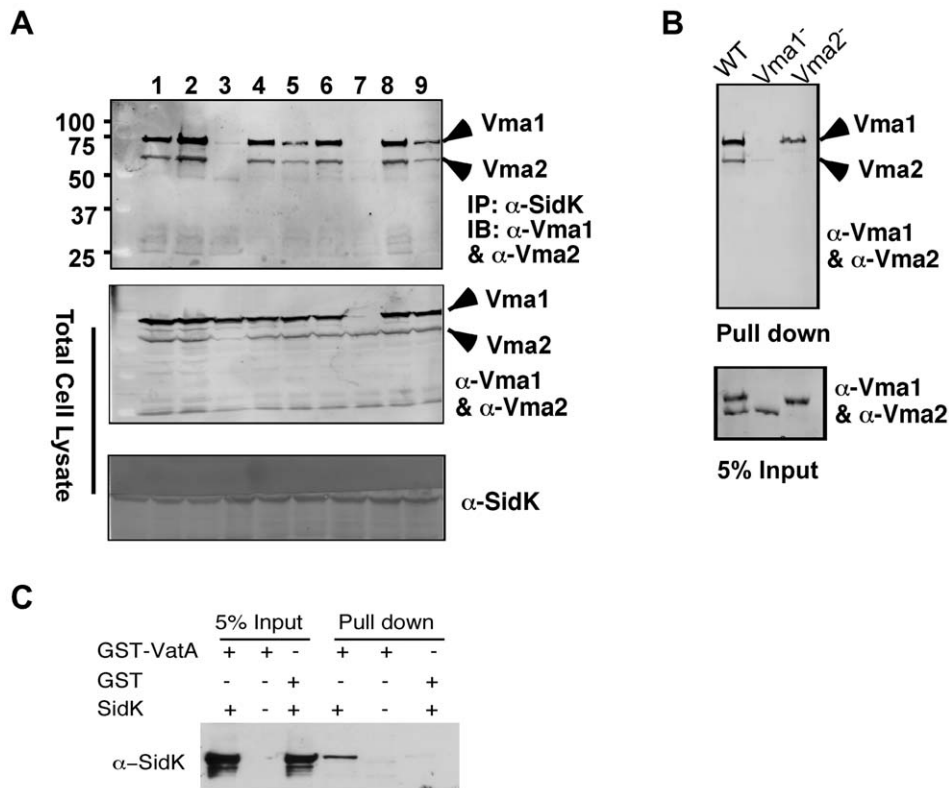 A
1 2 3 4 5 6 7 8 9
100
75
50
37
25
Vma1
Vma2
IP: α-SidK
IB: α-Vma1
& α-Vma2
Total Cell Lysate
Vma1
Vma2
α-Vma1
& α-Vma2
α-SidK
B
WT Vma1⁻ Vma2⁻
Vma1
Vma2
α-Vma1
& α-Vma2
Pull down
α-Vma1
& α-Vma2
5% Input
C
5% Input Pull down
GST-VatA + + - + + -
GST - - + - - +
SidK + - + + - +
α–SidK